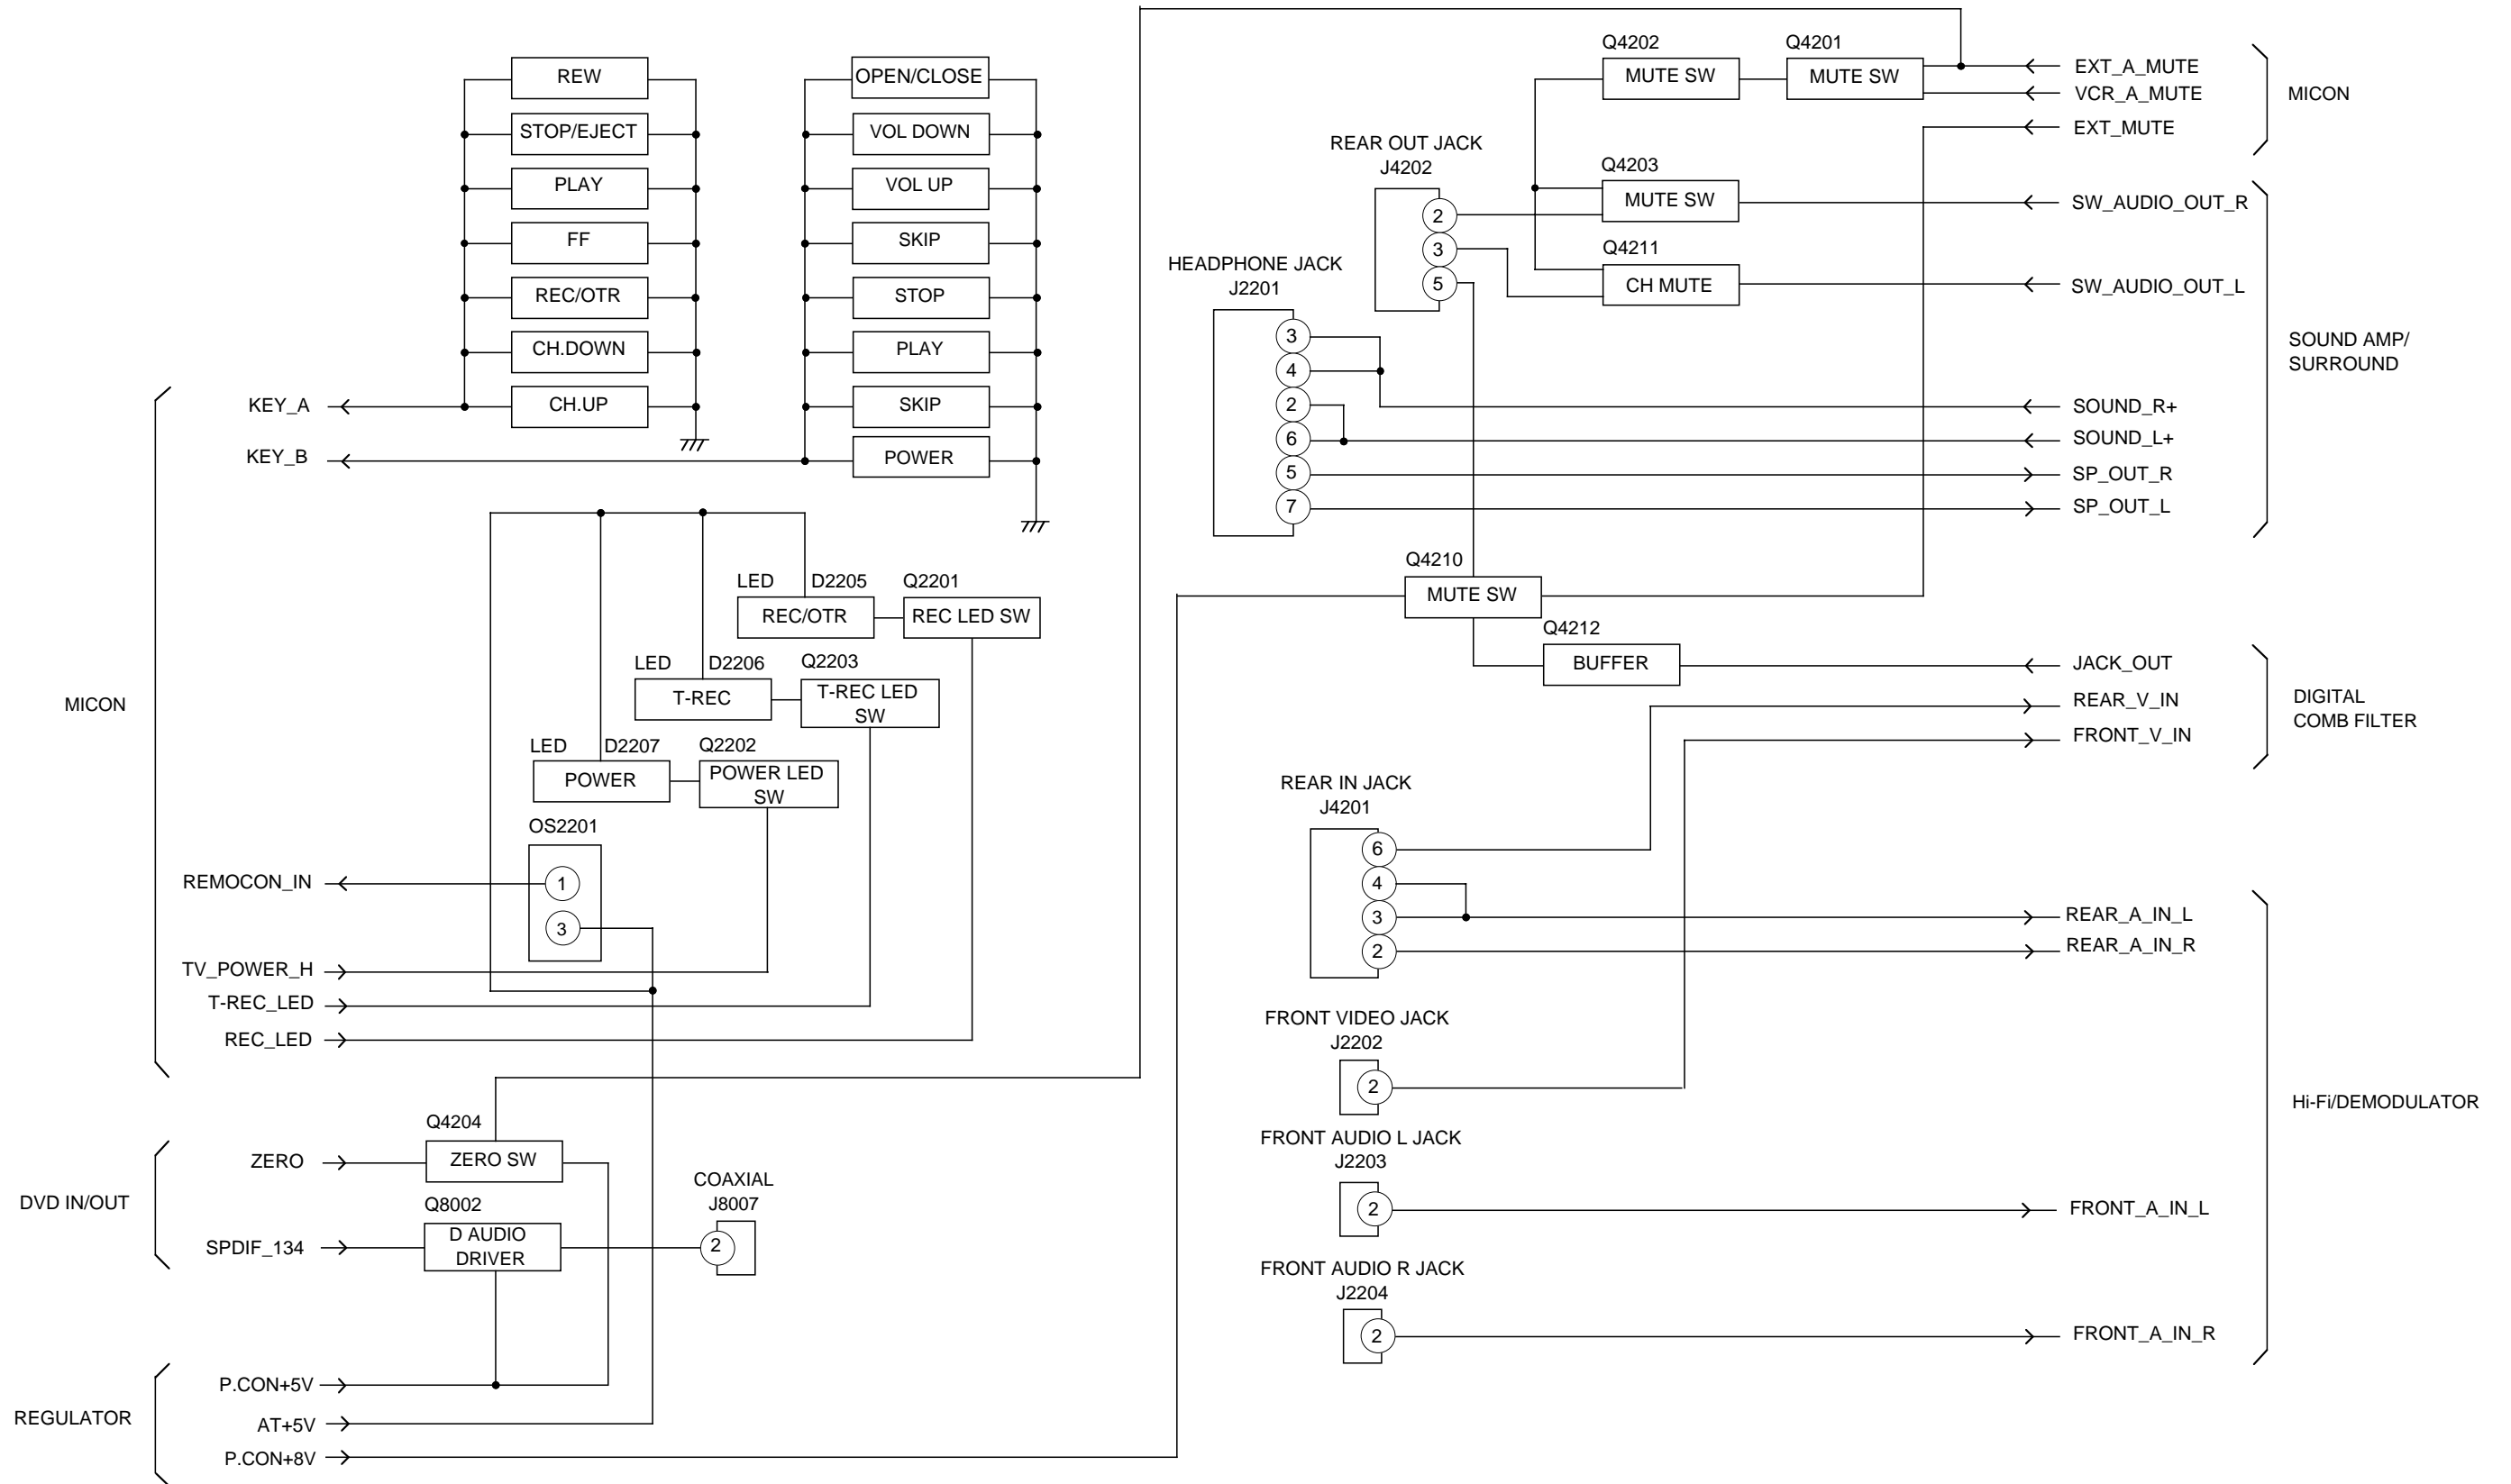 REW
STOP/EJECT
PLAY
FF
REC/OTR
CH.DOWN
CH.UP
OPEN/CLOSE
VOL DOWN
VOL UP
SKIP
STOP
PLAY
SKIP
POWER
KEY_A
KEY_B
LED D2205 Q2201
REC/OTR REC LED SW
LED D2206 Q2203
T-REC T-REC LED
SW
LED D2207 Q2202
POWER POWER LED
SW
OS2201
1
3
MICON
REMOCON_IN
TV_POWER_H
T-REC_LED
REC_LED
Q4204
ZERO ZERO SW
DVD IN/OUT
Q8002
SPDIF_134 D AUDIO
DRIVER
COAXIAL
J8007
2
REGULATOR
P.CON+5V
AT+5V
P.CON+8V
Q4202 Q4201
MUTE SW MUTE SW
EXT_A_MUTE
VCR_A_MUTE
EXT_MUTE
MICON
REAR OUT JACK
J4202
2
3
5
Q4203
MUTE SW
SW_AUDIO_OUT_R
Q4211
CH MUTE
SW_AUDIO_OUT_L
HEADPHONE JACK
J2201
3
4
2
6
5
7
SOUND_R+
SOUND_L+
SP_OUT_R
SP_OUT_L
SOUND AMP/
SURROUND
Q4210
MUTE SW
Q4212
BUFFER
JACK_OUT
REAR_V_IN
FRONT_V_IN
DIGITAL
COMB FILTER
REAR IN JACK
J4201
6
4
3
2
REAR_A_IN_L
REAR_A_IN_R
FRONT VIDEO JACK
J2202
2
FRONT AUDIO L JACK
J2203
2
FRONT_A_IN_L
FRONT AUDIO R JACK
J2204
2
FRONT_A_IN_R
Hi-Fi/DEMODULATOR